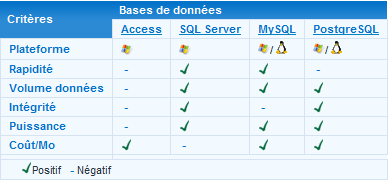 Critères
Bases de données
Access SQL Server MySQL PostgreSQL
Plateforme / /
Rapidité - ✓ ✓ -
Volume données - ✓ ✓ ✓
Intégrité - ✓ - ✓
Puissance - ✓ ✓ ✓
Coût/Mo ✓ - ✓ ✓
✓Positif - Négatif